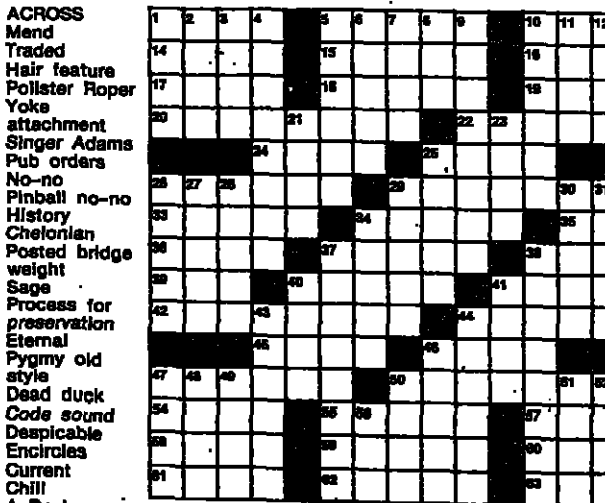 ACROSS
Mend
Traded
Hair feature
Pollster Roper
Yoke
attachment
Singer Adams
Pub orders
No-no
Pinball no-no
History
Chelonian
Posted bridge
weight
Sage
Process for
preservation
Eternal
Pygmy old
style
Dead duck
Code sound
Despicable
Encircles
Current
Chill
1 2 3 4 5 6 7 8 9 10 11 12
14 15 16
17 18 19
20 21 22 23
24 25
26 27 28 29 30 31
33 34 35
36 37 38
39 40 41
42 43 44
45 46
47 48 49 50 51 52
54 55 56 57
58 59 60
61 62 63